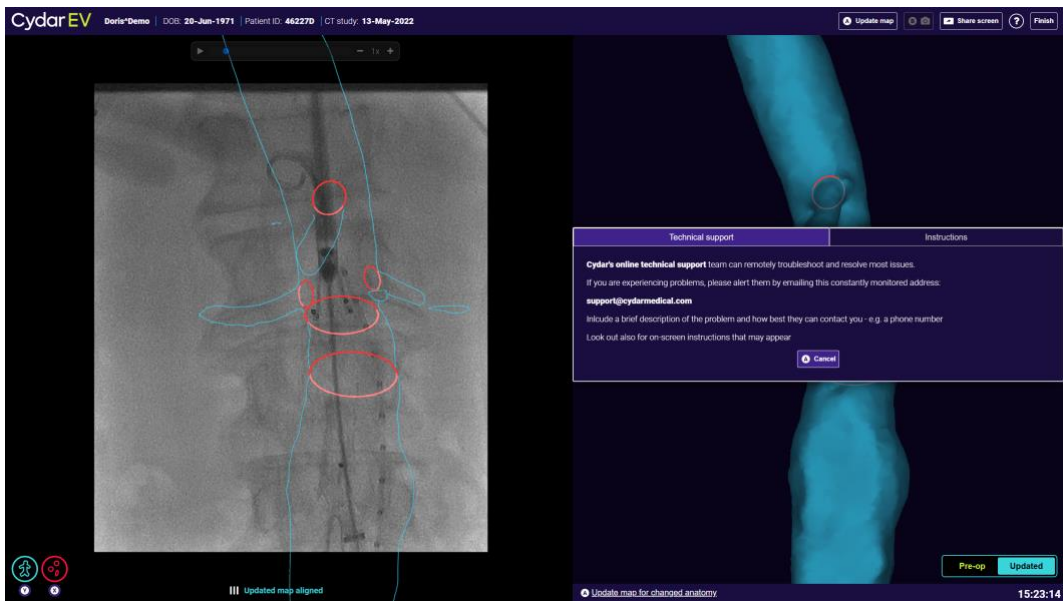 CydarEV Doris^Demo | DOB: 20-Jun-1971 | Patient ID: 46227D | CT study: 13-May-2022 A Update map B Share screen ? Finish
1x
Technical support Instructions
Cydar's online technical support team can remotely troubleshoot and resolve most issues.
If you are experiencing problems, please alert them by emailing this constantly monitored address:
support@cydarmedical.com
Inlcude a brief description of the problem and how best they can contact you - e.g. a phone number
Look out also for on-screen instructions that may appear
A Cancel
Pre-op Updated
Y X
Updated map aligned
A Update map for changed anatomy
15:23:14